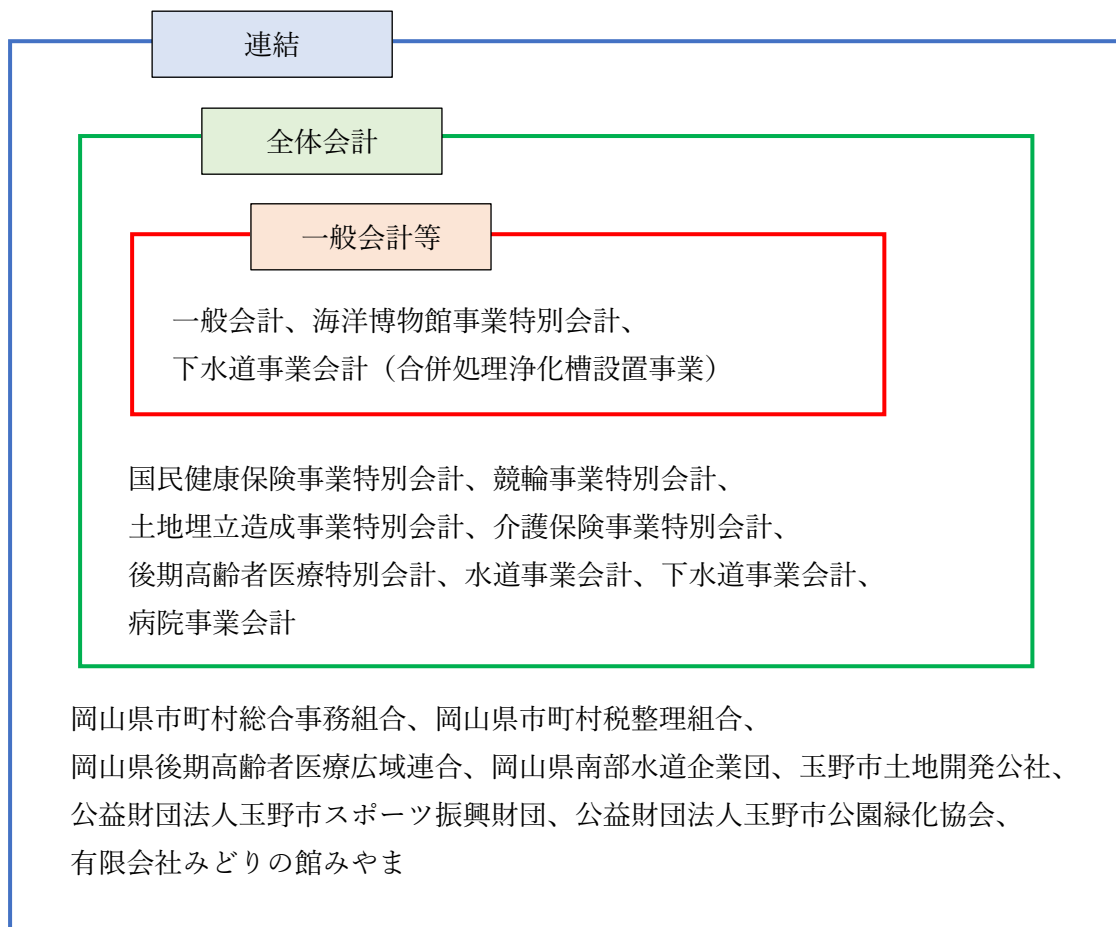 連結
全体会計
一般会計等
一般会計、海洋博物館事業特別会計、
下水道事業会計（合併処理浄化槽設置事業）
国民健康保険事業特別会計、競輪事業特別会計、
土地埋立造成事業特別会計、介護保険事業特別会計、
後期高齢者医療特別会計、水道事業会計、下水道事業会計、
病院事業会計
岡山県市町村総合事務組合、岡山県市町村税整理組合、
岡山県後期高齢者医療広域連合、岡山県南部水道企業団、玉野市土地開発公社、
公益財団法人玉野市スポーツ振興財団、公益財団法人玉野市公園緑化協会、
有限会社みどりの館みやま